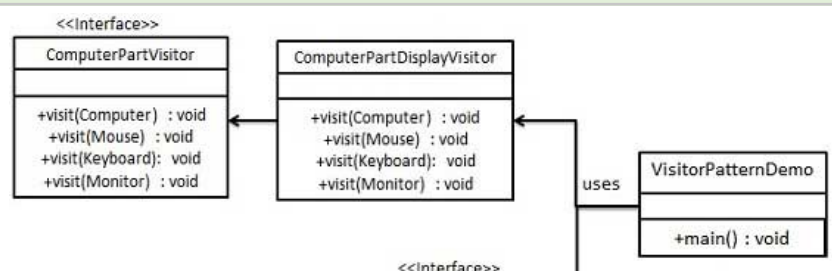 <<Interface>>
ComputerPartVisitor
+visit(Computer) : void
+visit(Mouse) : void
+visit(Keyboard): void
+visit(Monitor) : void
ComputerPartDisplayVisitor
+visit(Computer) : void
+visit(Mouse) : void
+visit(Keyboard): void
+visit(Monitor) : void
uses
VisitorPatternDemo
+main() : void
<<Interface>>